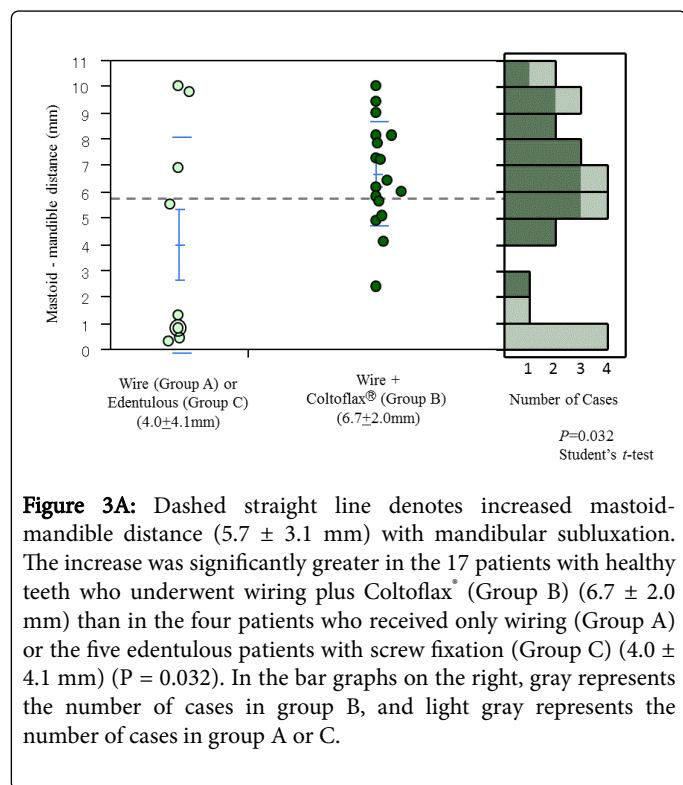 Mastoid - mandible distance (mm)
11
10
9
8
7
6
5
4
3
2
1
0
Wire (Group A) or
Edentulous (Group C)
(4.0±4.1mm)
Wire +
Coltoflax® (Group B)
(6.7±2.0mm)
1 2 3 4
Number of Cases
P=0.032
Student's t-test
Figure 3A: Dashed straight line denotes increased mastoid-
mandible distance (5.7 ± 3.1 mm) with mandibular subluxation.
The increase was significantly greater in the 17 patients with healthy
teeth who underwent wiring plus Coltoflax® (Group B) (6.7 ± 2.0
mm) than in the four patients who received only wiring (Group A)
or the five edentulous patients with screw fixation (Group C) (4.0 ±
4.1 mm) (P = 0.032). In the bar graphs on the right, gray represents
the number of cases in group B, and light gray represents the
number of cases in group A or C.